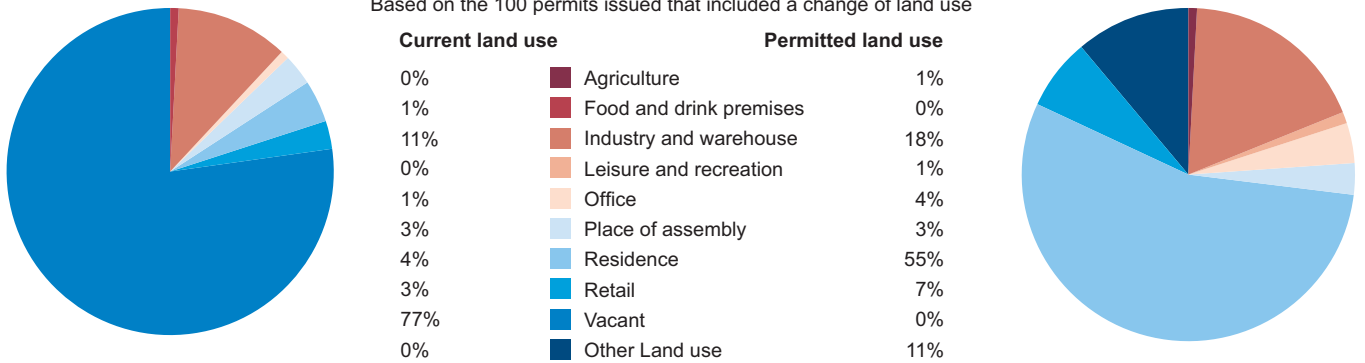 Based on the 100 permits issued that included a change of land use
Current land use Permitted land use
0% Agriculture 1%
1% Food and drink premises 0%
11% Industry and warehouse 18%
0% Leisure and recreation 1%
1% Office 4%
3% Place of assembly 3%
4% Residence 55%
3% Retail 7%
77% Vacant 0%
0% Other Land use 11%